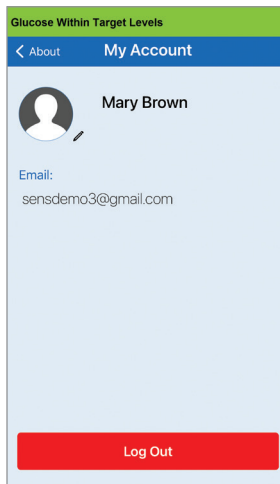 Glucose Within Target Levels
About My Account
Mary Brown
Email:
sensdemo3@gmail.com
Log Out